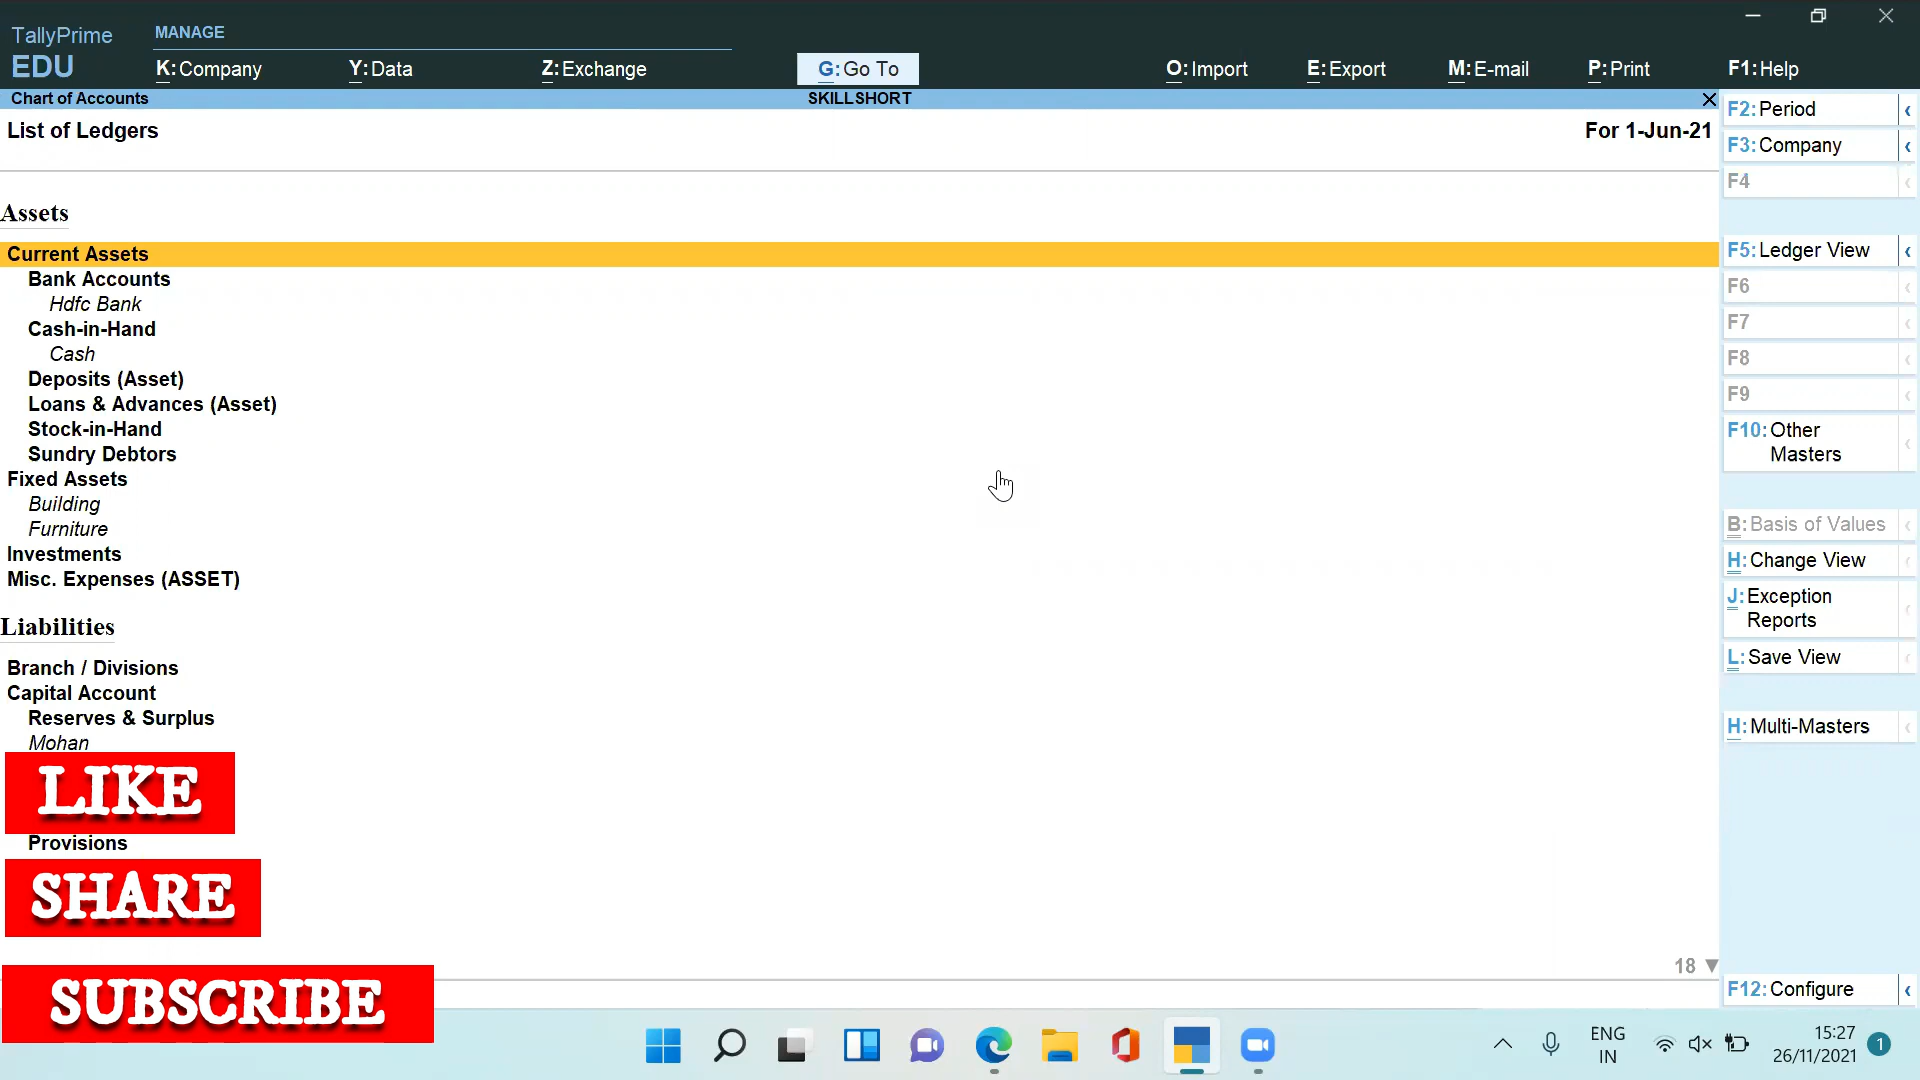 TallyPrime
EDU
MANAGE
K:Company
Y:Data
Z:Exchange
G:Go To
O:Import
E:Export
M:E-mail
P:Print
F1:Help
Chart of Accounts
SKILLSHORT
List of Ledgers
For 1-Jun-21
Assets
Current Assets
Bank Accounts
Hdfc Bank
Cash-in-Hand
Cash
Deposits (Asset)
Loans & Advances (Asset)
Stock-in-Hand
Sundry Debtors
Fixed Assets
Building
Furniture
Investments
Misc. Expenses (ASSET)
Liabilities
Branch / Divisions
Capital Account
Reserves & Surplus
Mohan
LIKE
Provisions
SHARE
SUBSCRIBE
18
F2:Period
F3:Company
F4
F5:Ledger View
F6
F7
F8
F9
F10:Other
Masters
B:Basis of Values
H:Change View
J:Exception
Reports
L:Save View
H:Multi-Masters
F12:Configure
ENG
IN
15:27
26/11/2021
1